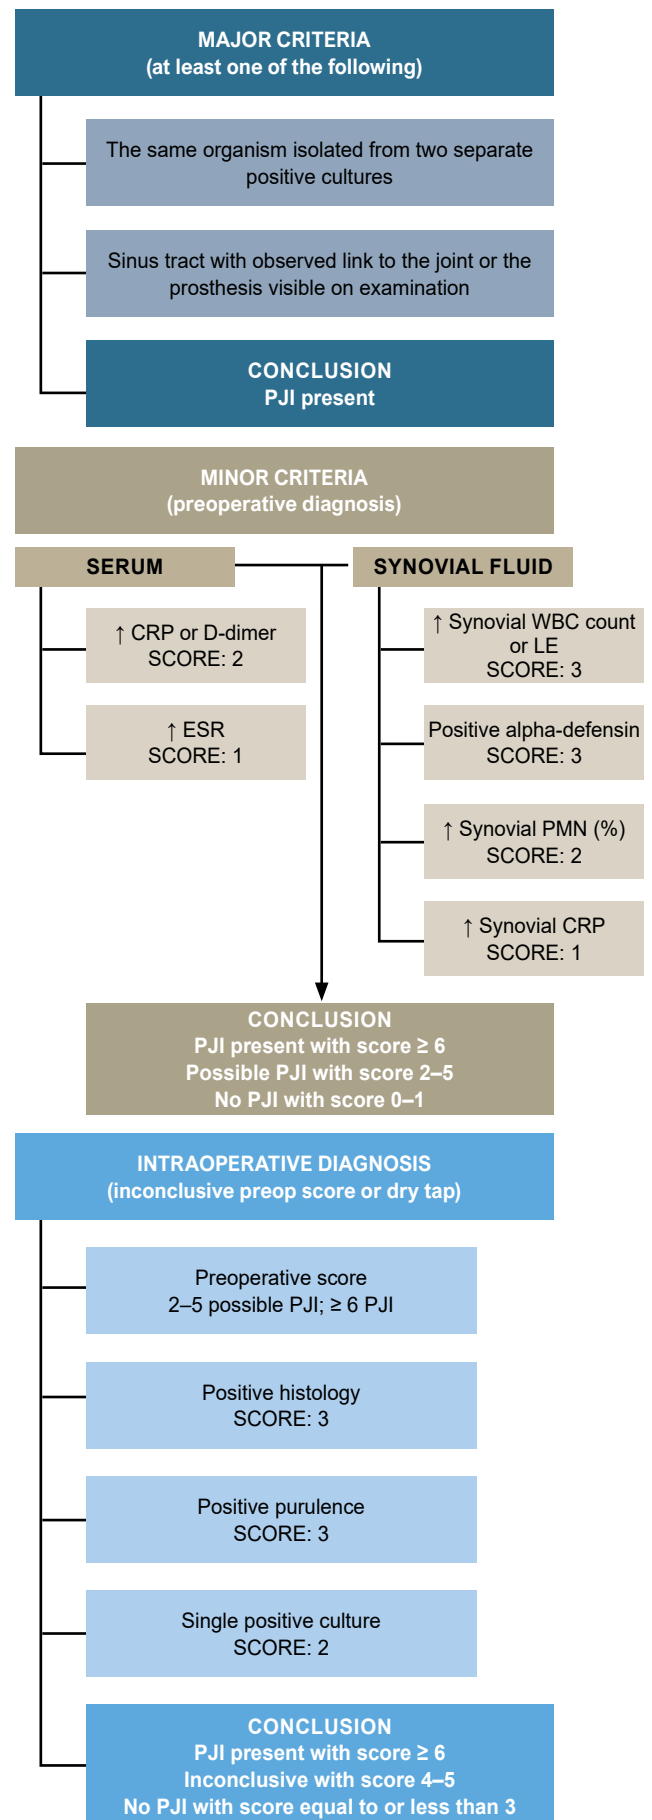 MAJOR CRITERIA
(at least one of the following)
The same organism isolated from two separate
positive cultures
Sinus tract with observed link to the joint or the
prosthesis visible on examination
CONCLUSION
PJI present
MINOR CRITERIA
(preoperative diagnosis)
SERUM
↑ CRP or D-dimer
SCORE: 2
↑ ESR
SCORE: 1
SYNOVIAL FLUID
↑ Synovial WBC count
or LE
SCORE: 3
Positive alpha-defensin
SCORE: 3
↑ Synovial PMN (%)
SCORE: 2
↑ Synovial CRP
SCORE: 1
CONCLUSION
PJI present with score ≥ 6
Possible PJI with score 2–5
No PJI with score 0–1
INTRAOPERATIVE DIAGNOSIS
(inconclusive preop score or dry tap)
Preoperative score
2–5 possible PJI; ≥ 6 PJI
Positive histology
SCORE: 3
Positive purulence
SCORE: 3
Single positive culture
SCORE: 2
CONCLUSION
PJI present with score ≥ 6
Inconclusive with score 4–5
No PJI with score equal to or less than 3